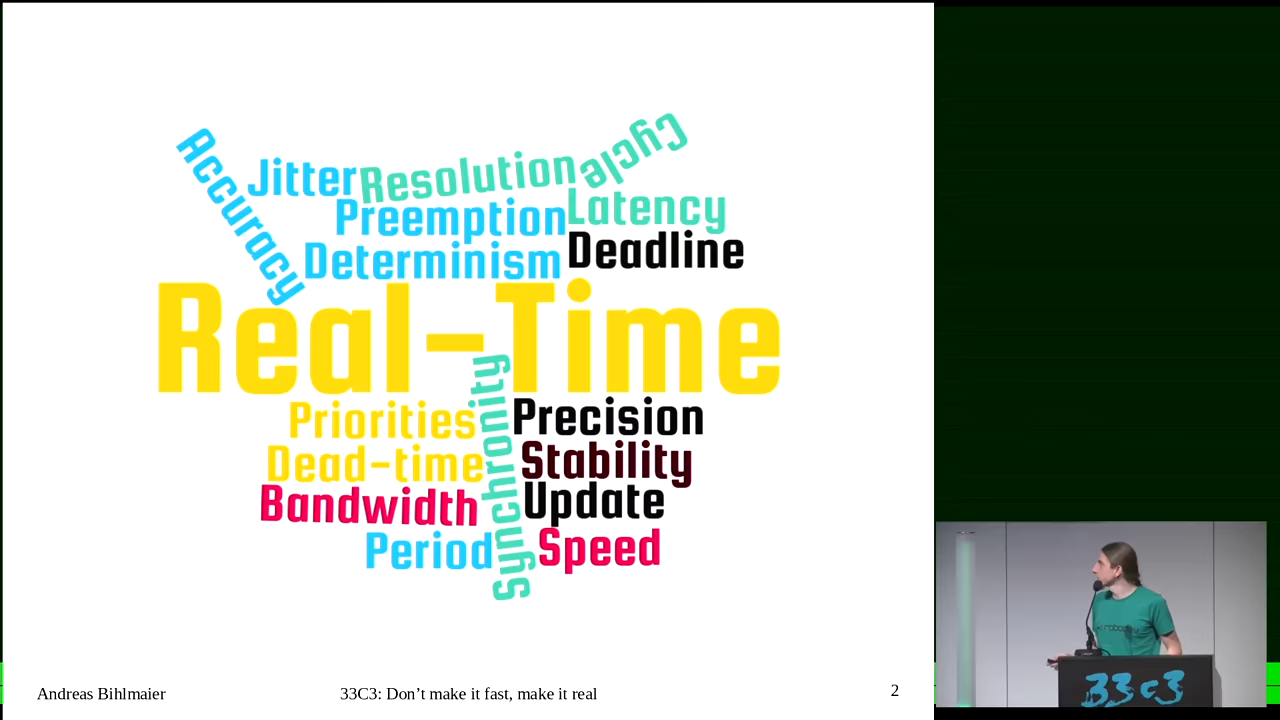 Accuracy
Jitter
Resolution
Cycle
Preemption
Latency
Determinism
Deadline
Real-Time
Synchronity
Priorities
Precision
Dead-time
Stability
Bandwidth
Update
Period
Speed
Andreas Bihlmaier
33C3: Don't make it fast, make it real
2
33c3